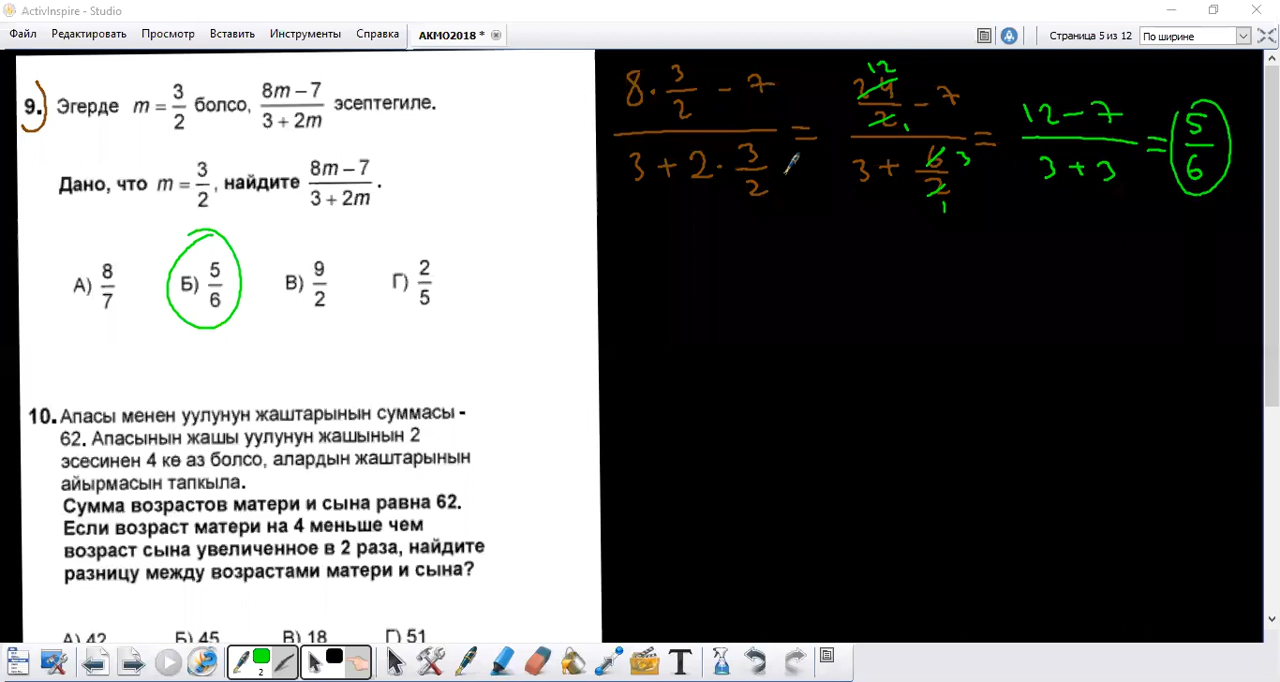 ActivInspire - Studio
Файл Редактировать Просмотр Вставить Инструменты Справка АКМО2018 * Страница 5 из 12 По ширине
9. Эгерде m = 3/2 болсо, (8m – 7)/(3 + 2m) эсептегиле.
Дано, что m = 3/2, найдите (8m – 7)/(3 + 2m).
А) 8/7 Б) 5/6 В) 9/2 Г) 2/5
(8 · 3/2 – 7)/(3 + 2 · 3/2) = (24/2 – 7)/(3 + 6/2) = (12 – 7)/(3 + 3) = 5/6
12 1 3 1
10. Апасы менен уулунун жаштарынын суммасы -
62. Апасынын жашы уулунун жашынын 2
эсесинен 4 кө аз болсо, алардын жаштарынын
айырмасын тапкыла.
Сумма возрастов матери и сына равна 62.
Если возраст матери на 4 меньше чем
возраст сына увеличенное в 2 раза, найдите
разницу между возрастами матери и сына?
А) 42 Б) 45 В) 18 Г) 51
2